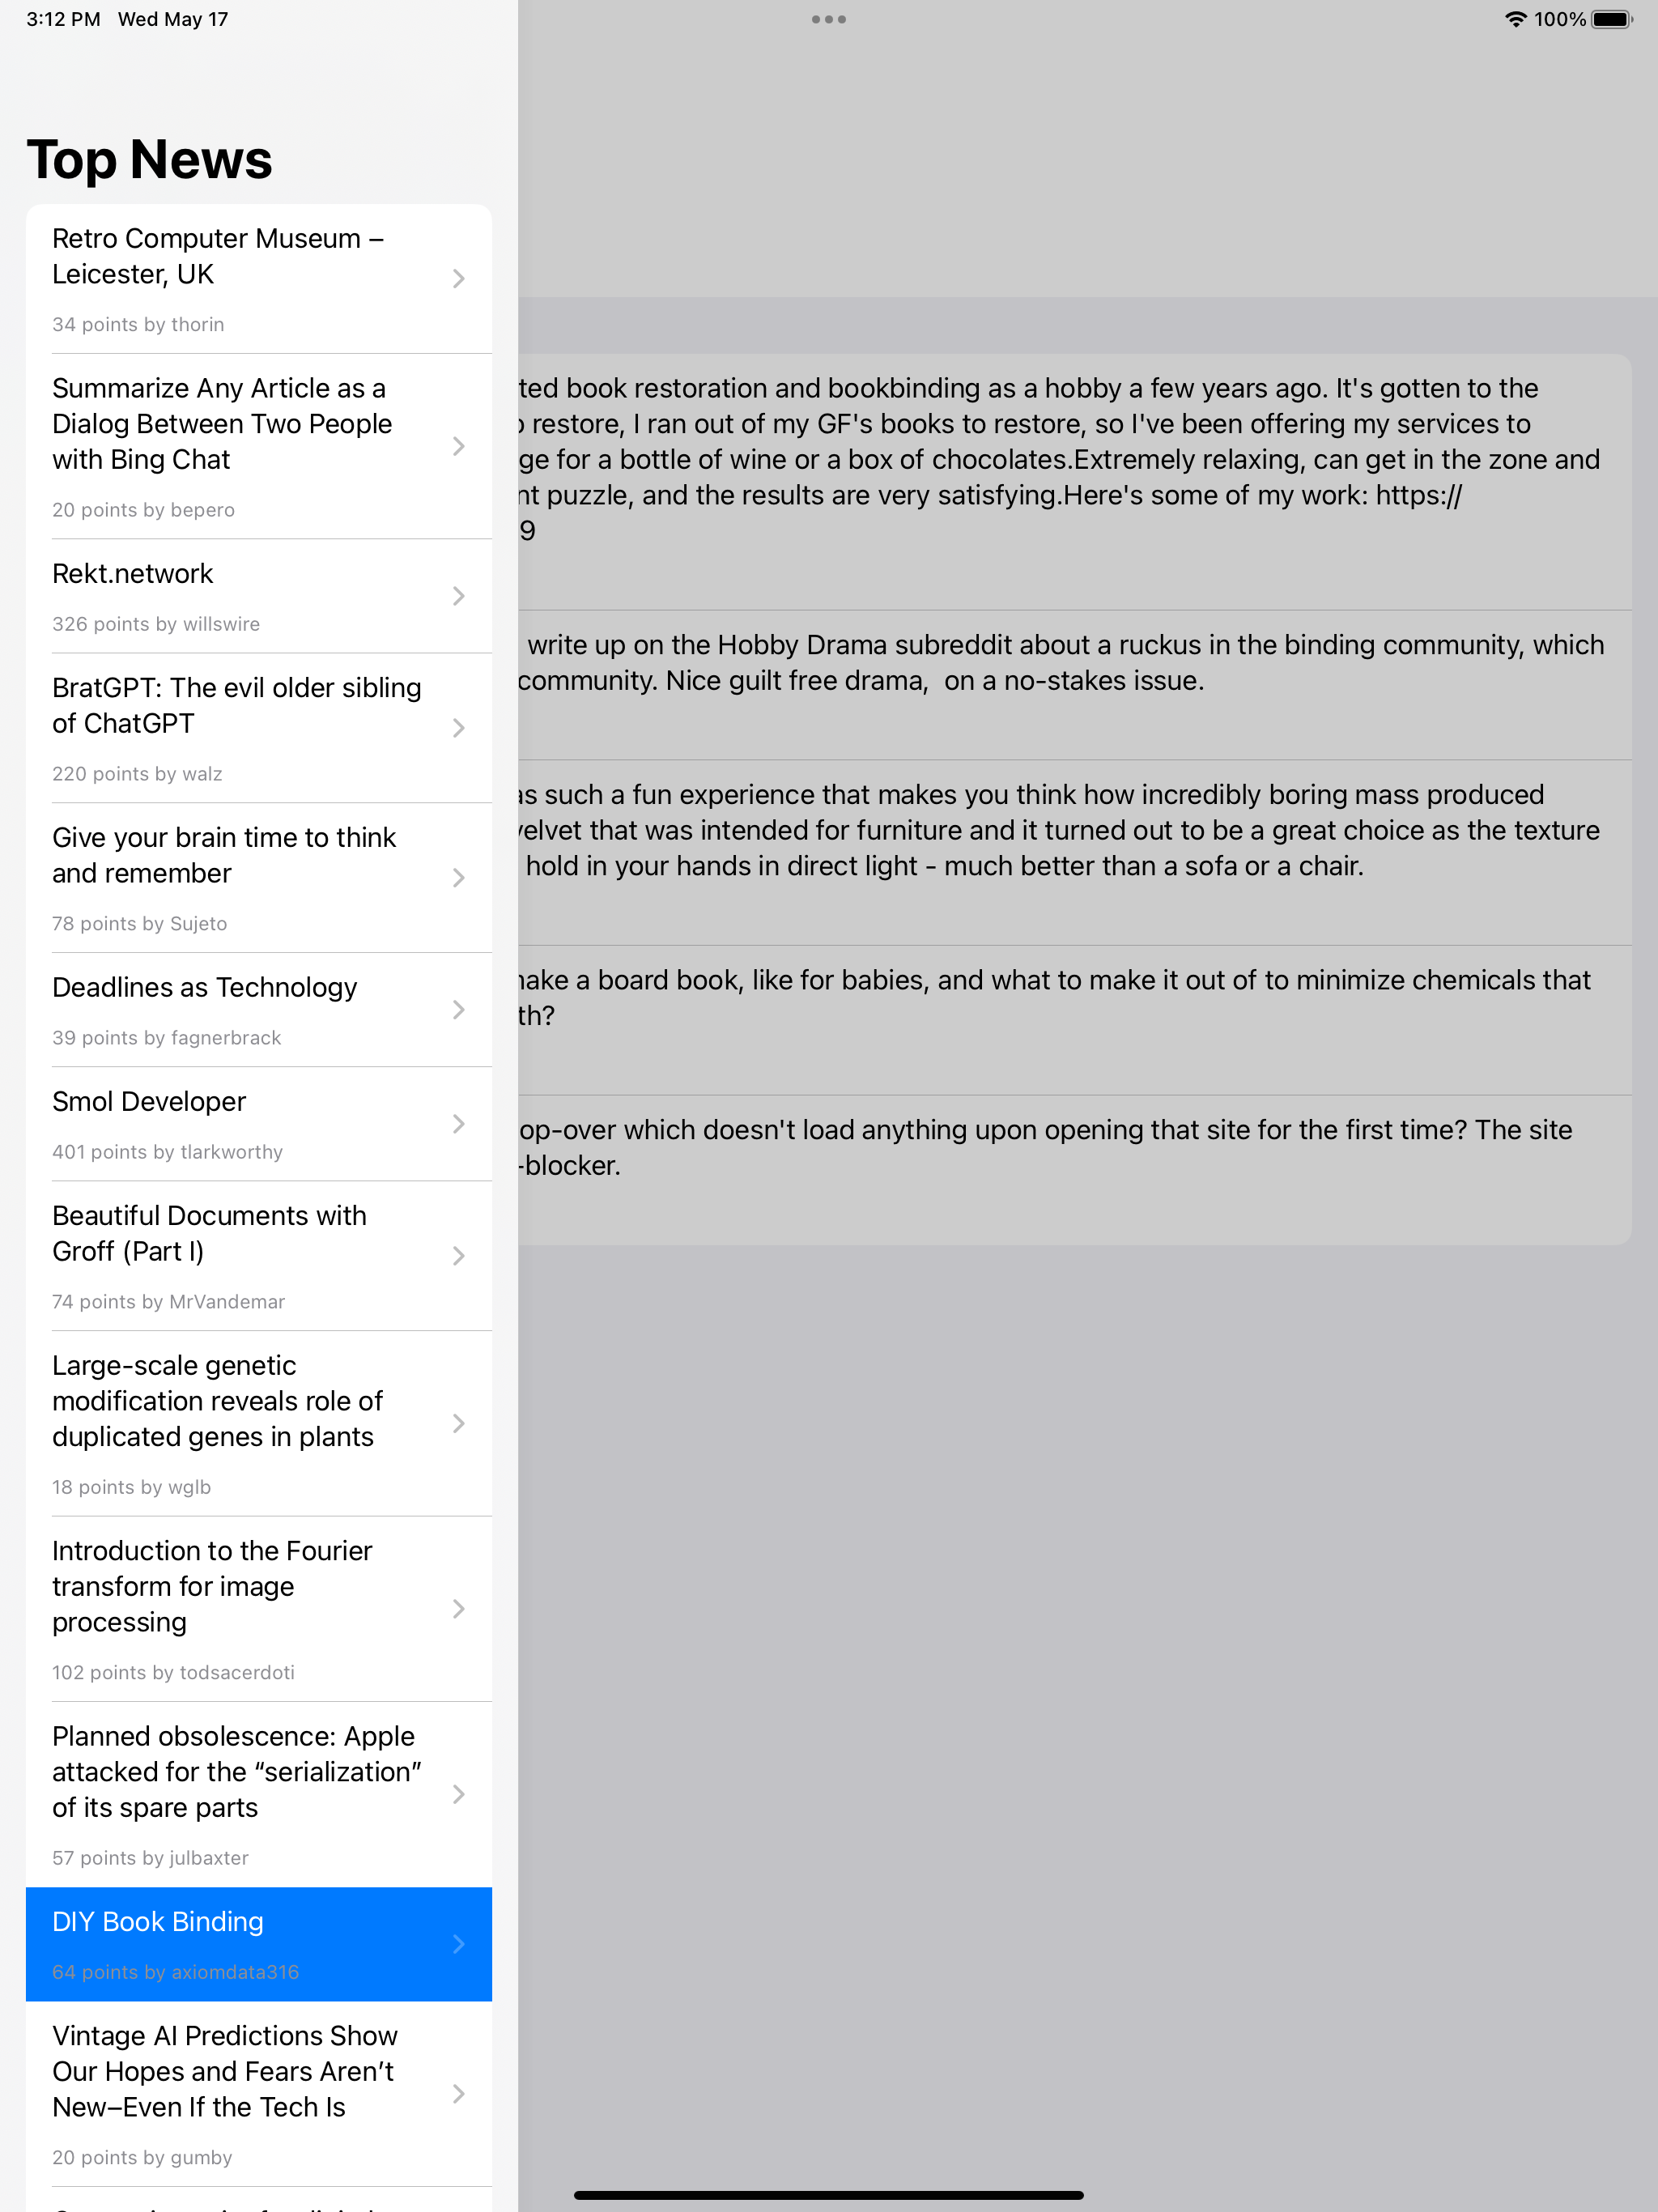 3:12 PM Wed May 17
100%
Top News
Retro Computer Museum –
Leicester, UK
34 points by thorin
Summarize Any Article as a
Dialog Between Two People
with Bing Chat
20 points by bepero
Rekt.network
326 points by willswire
BratGPT: The evil older sibling
of ChatGPT
220 points by walz
Give your brain time to think
and remember
78 points by Sujeto
Deadlines as Technology
39 points by fagnerbrack
Smol Developer
401 points by tlarkworthy
Beautiful Documents with
Groff (Part I)
74 points by MrVandemar
Large-scale genetic
modification reveals role of
duplicated genes in plants
18 points by wglb
Introduction to the Fourier
transform for image
processing
102 points by todsacerdoti
Planned obsolescence: Apple
attacked for the “serialization”
of its spare parts
57 points by julbaxter
DIY Book Binding
64 points by axiomdata316
Vintage AI Predictions Show
Our Hopes and Fears Aren’t
New—Even If the Tech Is
20 points by gumby
ted book restoration and bookbinding as a hobby a few years ago. It's gotten to the
restore, I ran out of my GF's books to restore, so I've been offering my services to
ge for a bottle of wine or a box of chocolates.Extremely relaxing, can get in the zone and
nt puzzle, and the results are very satisfying.Here's some of my work: https://
9
write up on the Hobby Drama subreddit about a ruckus in the binding community, which
community. Nice guilt free drama,  on a no-stakes issue.
as such a fun experience that makes you think how incredibly boring mass produced
velvet that was intended for furniture and it turned out to be a great choice as the texture
hold in your hands in direct light - much better than a sofa or a chair.
make a board book, like for babies, and what to make it out of to minimize chemicals that
th?
op-over which doesn't load anything upon opening that site for the first time? The site
-blocker.